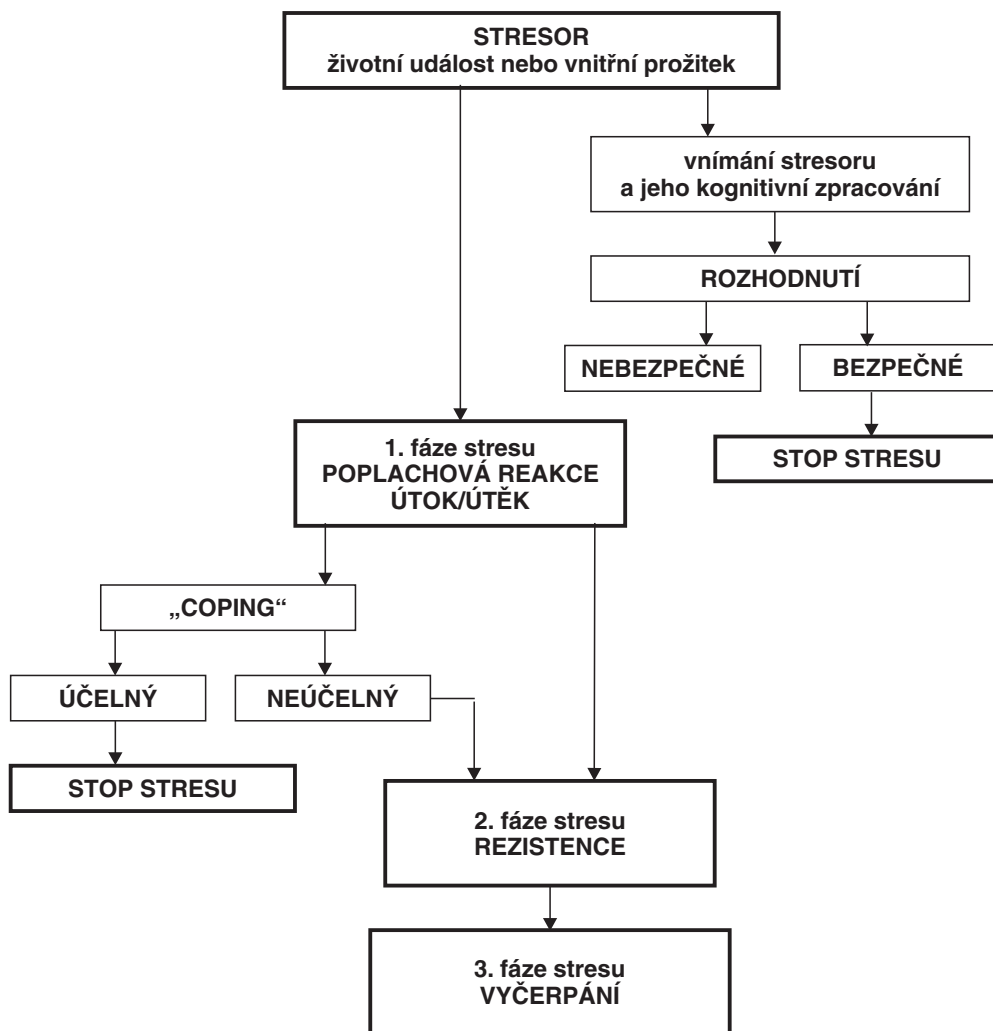 STRESOR
životní událost nebo vnitřní prožitek
vnímání stresoru
a jeho kognitivní zpracování
ROZHODNUTÍ
NEBEZPEČNÉ
BEZPEČNÉ
STOP STRESU
1. fáze stresu
POPLACHOVÁ REAKCE
ÚTOK/ÚTĚK
„COPING“
ÚČELNÝ
NEÚČELNÝ
STOP STRESU
2. fáze stresu
REZISTENCE
3. fáze stresu
VYČERPÁNÍ